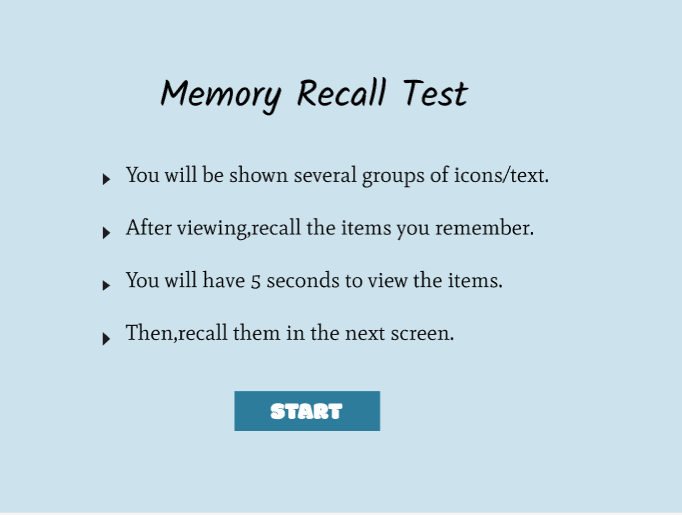 Memory Recall Test
You will be shown several groups of icons/text.
After viewing,recall the items you remember.
You will have 5 seconds to view the items.
Then,recall them in the next screen.
START